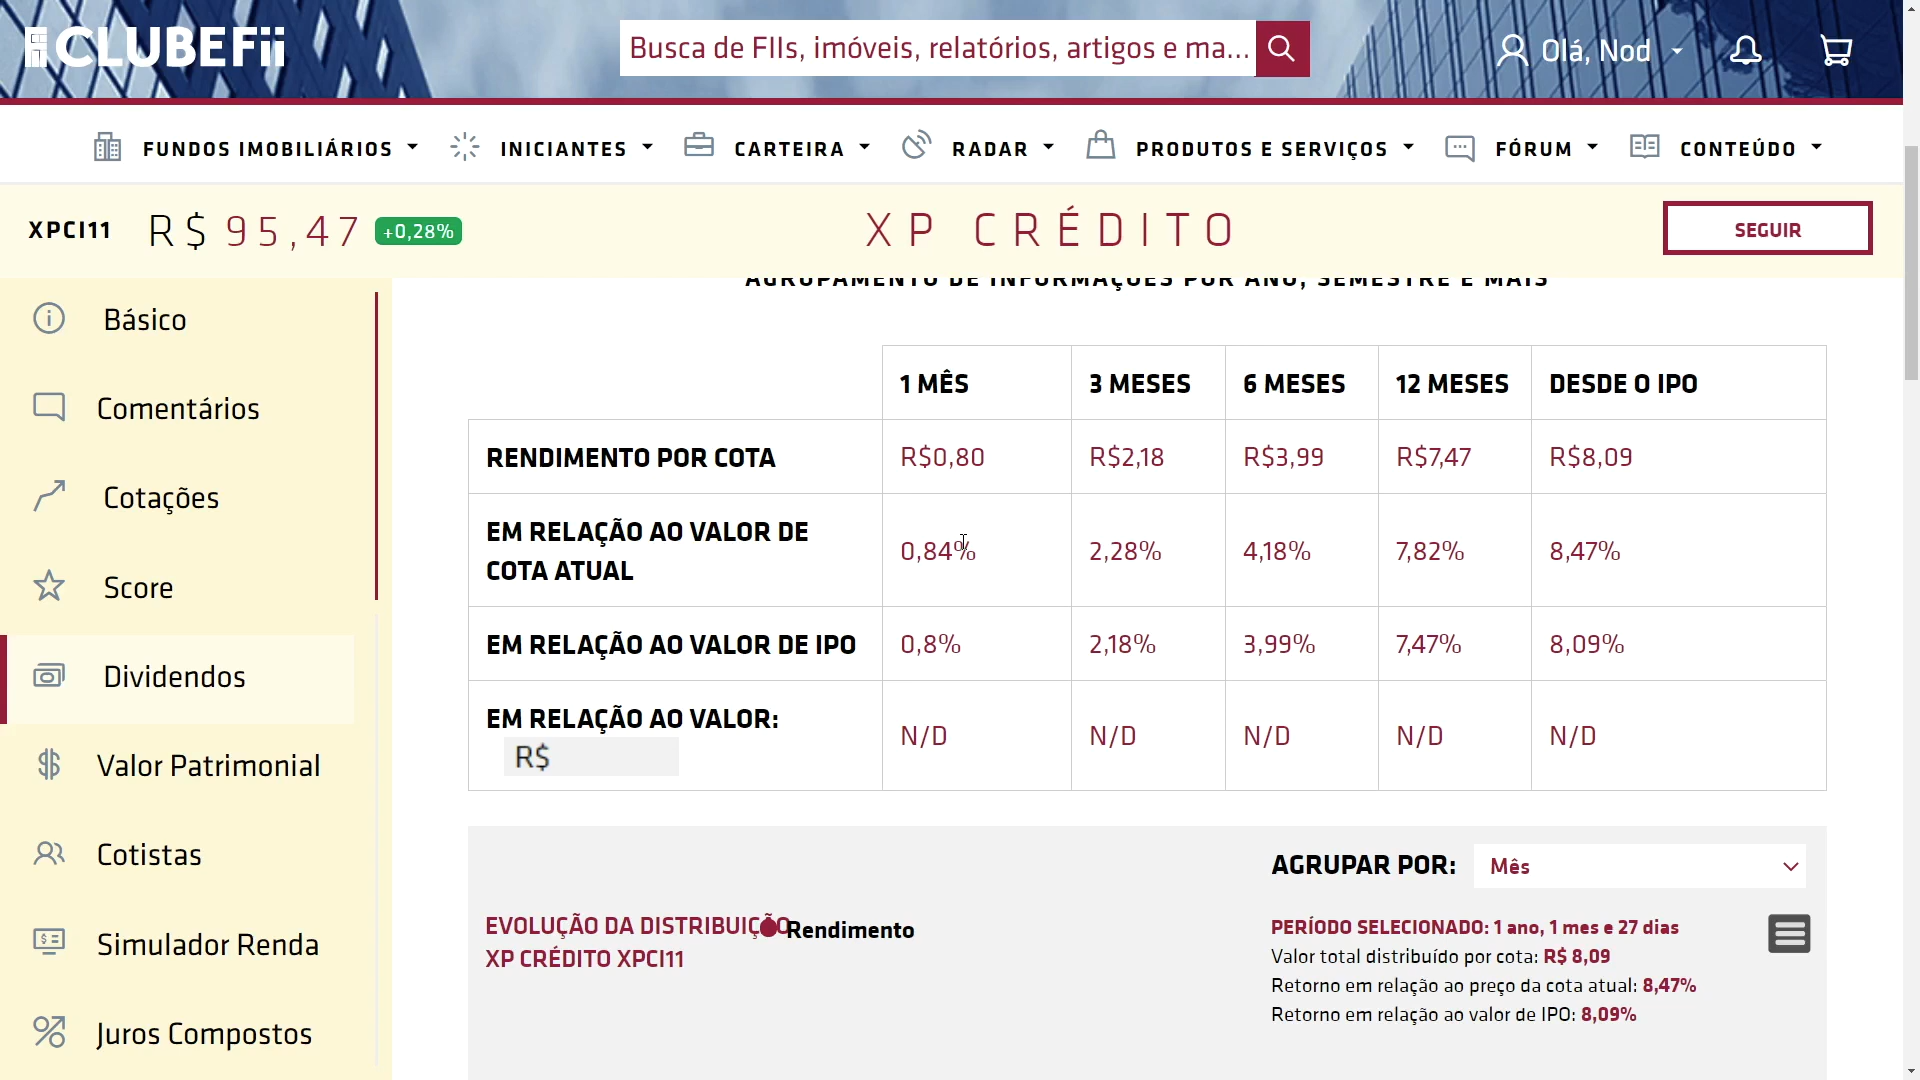 CLUBEFii
Busca de FIIs, imóveis, relatórios, artigos e ma...
Olá, Nod
FUNDOS IMOBILIÁRIOS
INICIANTES
CARTEIRA
RADAR
PRODUTOS E SERVIÇOS
FÓRUM
CONTEÚDO
XPCI11
R$ 95,47
+0,28%
XP CRÉDITO
SEGUIR
AGRUPAMENTO DE INFORMAÇÕES POR ANO, SEMESTRE E MAIS
Básico
Comentários
Cotações
Score
Dividendos
Valor Patrimonial
Cotistas
Simulador Renda
Juros Compostos
1 MÊS 3 MESES 6 MESES 12 MESES DESDE O IPO
RENDIMENTO POR COTA R$0,80 R$2,18 R$3,99 R$7,47 R$8,09
EM RELAÇÃO AO VALOR DE
COTA ATUAL 0,84% 2,28% 4,18% 7,82% 8,47%
EM RELAÇÃO AO VALOR DE IPO 0,8% 2,18% 3,99% 7,47% 8,09%
EM RELAÇÃO AO VALOR:
R$ N/D N/D N/D N/D N/D
AGRUPAR POR: Mês
EVOLUÇÃO DA DISTRIBUIÇÃO
XP CRÉDITO XPCI11
Rendimento
PERÍODO SELECIONADO: 1 ano, 1 mes e 27 dias
Valor total distribuído por cota: R$ 8,09
Retorno em relação ao preço da cota atual: 8,47%
Retorno em relação ao valor de IPO: 8,09%